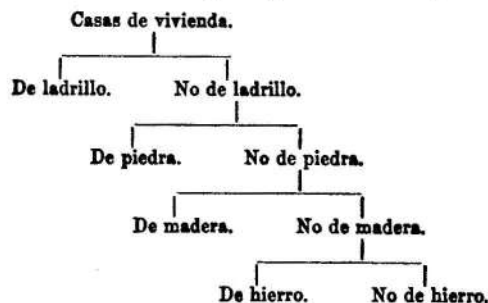 Casas de vivienda.
De ladrillo. No de ladrillo.
De piedra. No de piedra.
De madera. No de madera.
De hierro. No de hierro.